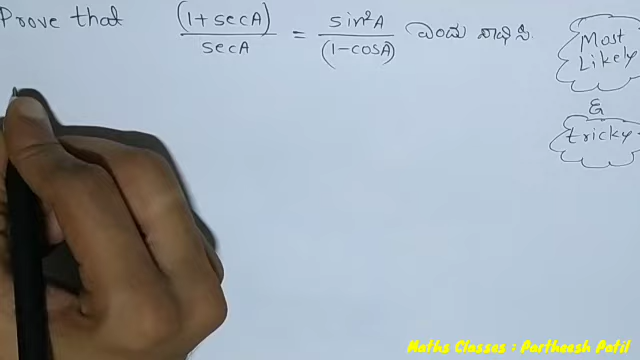 Prove that (1+secA)/secA = sin²A/(1-cosA) ಎಂದು ಸಾಧಿಸಿ.
Most
Likely
&
tricky
Maths Classes : Partheesh Patil